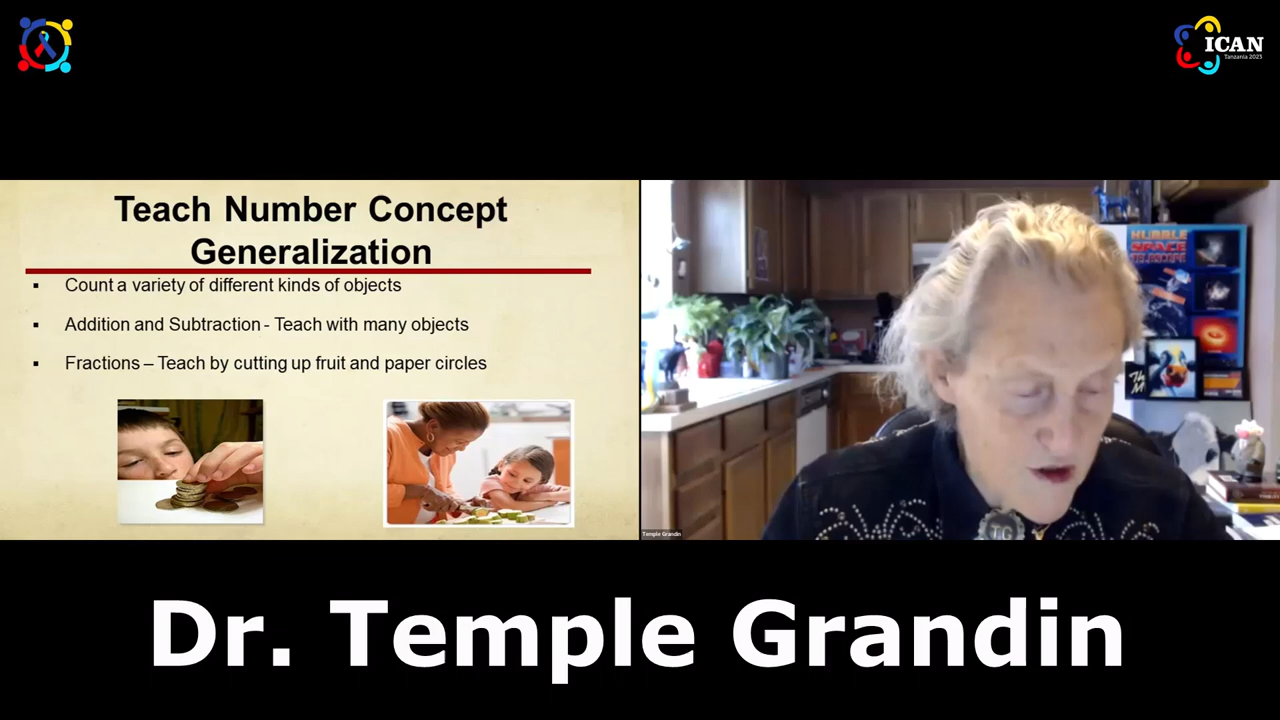 ICAN
Tanzania 2023
Teach Number Concept
Generalization
▪ Count a variety of different kinds of objects
▪ Addition and Subtraction - Teach with many objects
▪ Fractions – Teach by cutting up fruit and paper circles
HUBBLE
SPACE
TELESCOPE
TG
Temple Grandin
Dr. Temple Grandin